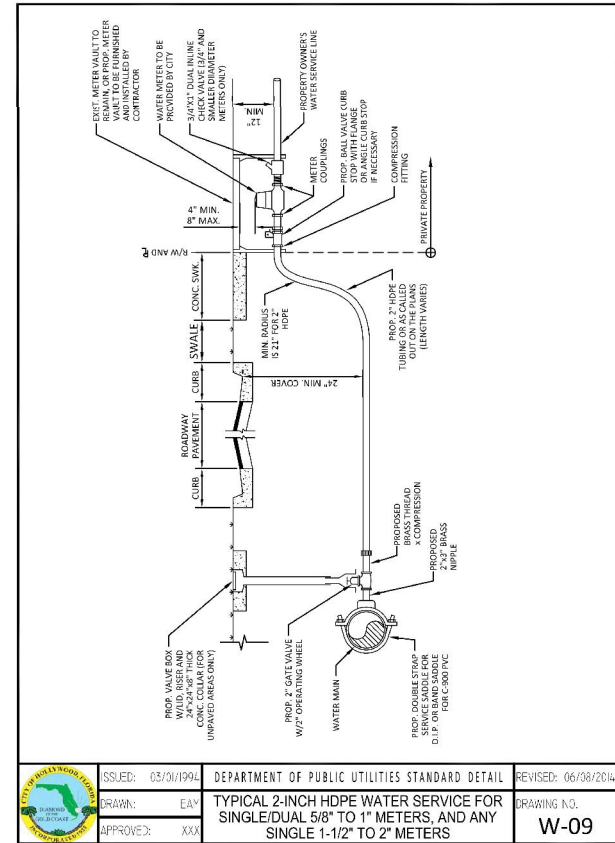 EXIST. METER VAULT TO
REMAIN, OR PROP. METER
VAULT TO BE FURNISHED
AND INSTALLED BY
CONTRACTOR
WATER METER TO BE
PROVIDED BY CITY
3/4"X1" DUAL INLINE
CHECK VALVE (3/4" AND
SMALLER DIAMETER
METERS ONLY)
12"
MIN.
PROPERTY OWNER'S
WATER SERVICE LINE
4" MIN.
8" MAX.
METER
COUPLINGS
PROP. BALL VALVE CURB
STOP WITH FLANGE
OR ANGLE CURB STOP
IF NECESSARY
COMPRESSION
FITTING
R/W AND PL
PRIVATE PROPERTY
CONC. SWK.
SWALE
CURB
ROADWAY
PAVEMENT
CURB
MIN. RADIUS
IS 21" FOR 2"
HDPE
24" MIN. COVER
PROP. 2" HDPE
TUBING OR AS CALLED
OUT ON THE PLANS
(LENGTH VARIES)
PROP. VALVE BOX
W/LID, RISER AND
24"x24"x8" THICK
CONC. COLLAR (FOR
UNPAVED AREAS ONLY)
PROP. 2" GATE VALVE
W/2" OPERATING WHEEL
WATER MAIN
PROP. DOUBLE STRAP
SERVICE SADDLE FOR
D.I.P. OR BAND SADDLE
FOR C-900 PVC
PROPOSED
BRASS THREAD
x COMPRESSION
PROPOSED
2"x3" BRASS
NIPPLE
CITY OF HOLLYWOOD, FLORIDA
DIAMOND
OF THE
GOLD COAST
INCORPORATED 1925
ISSUED: 03/01/1994
DRAWN: EAY
APPROVED: XXX
DEPARTMENT OF PUBLIC UTILITIES STANDARD DETAIL
TYPICAL 2-INCH HDPE WATER SERVICE FOR
SINGLE/DUAL 5/8" TO 1" METERS, AND ANY
SINGLE 1-1/2" TO 2" METERS
REVISED: 06/08/2014
DRAWING NO.
W-09